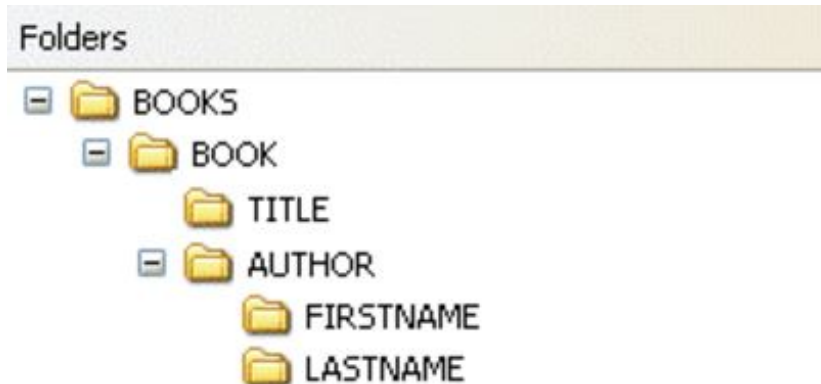 Folders
BOOKS
BOOK
TITLE
AUTHOR
FIRSTNAME
LASTNAME